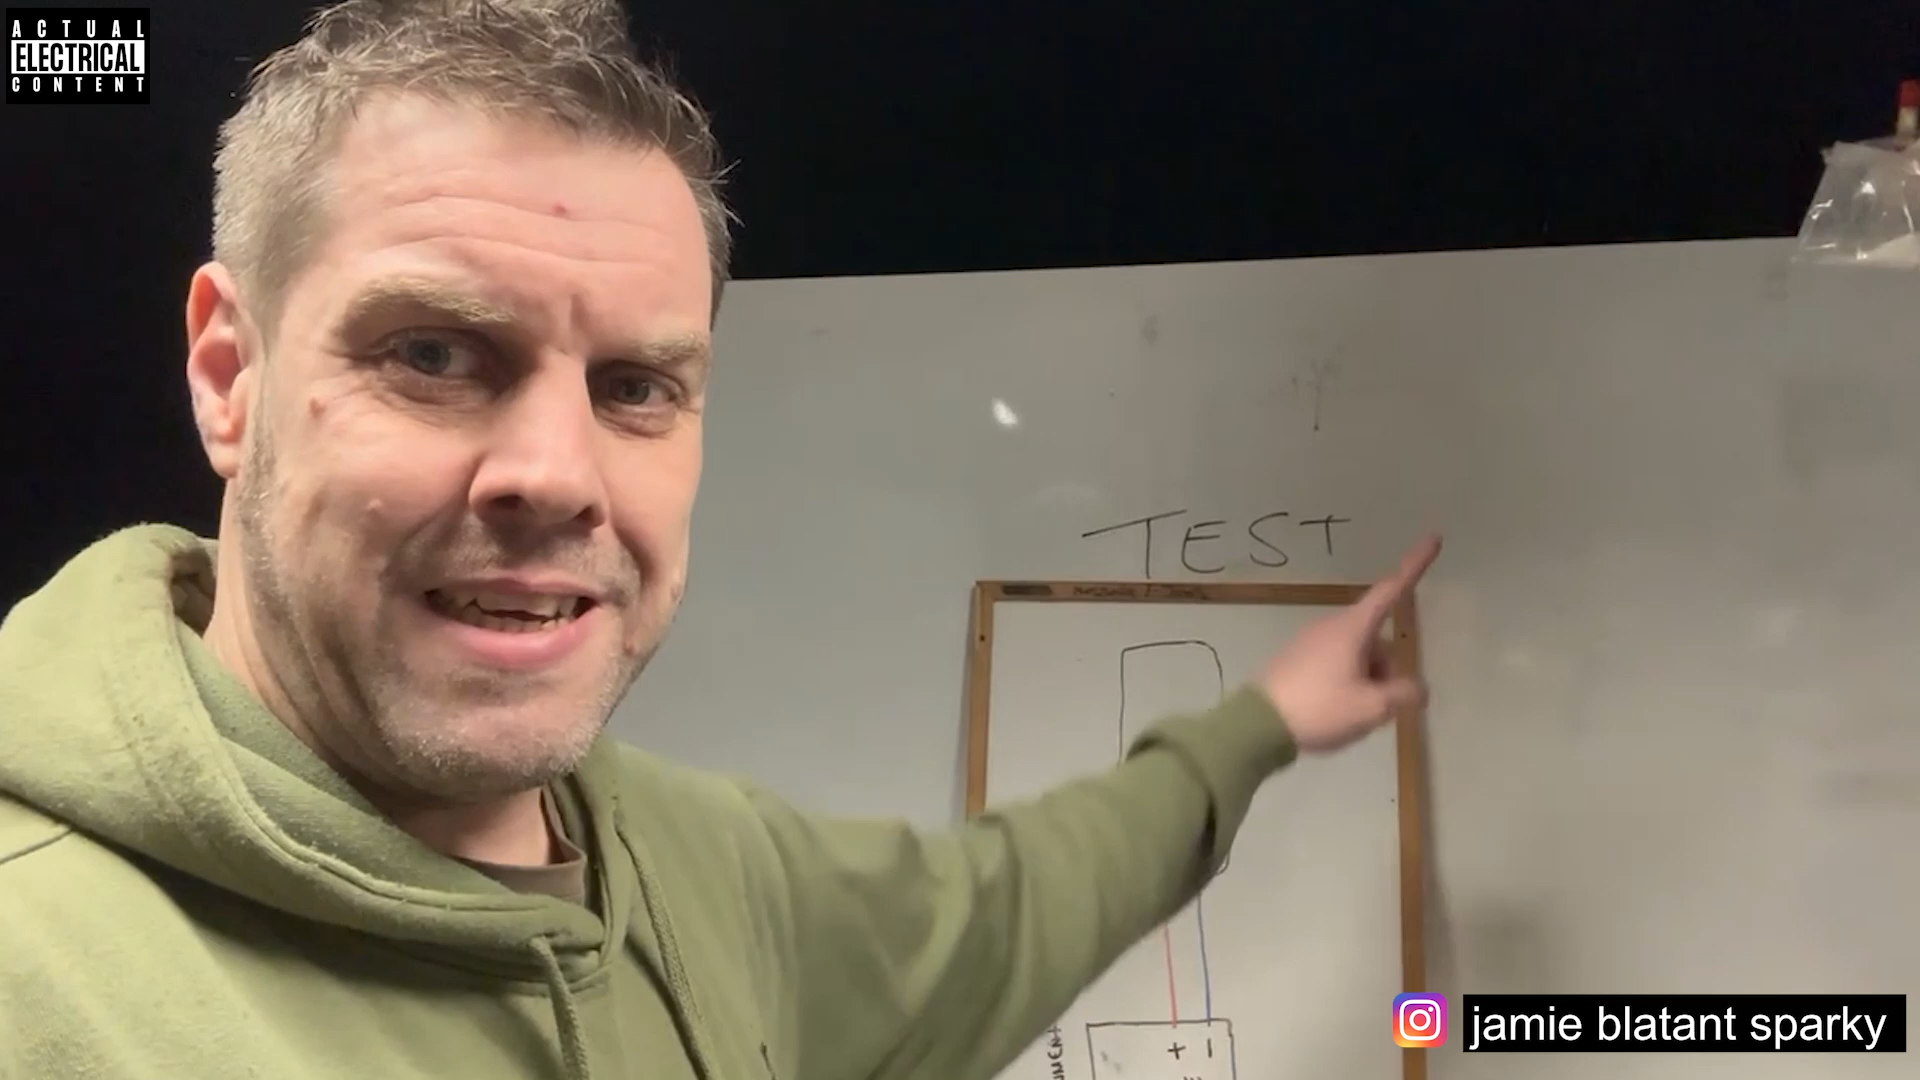 ACTUAL
ELECTRICAL
CONTENT
TEST
+ -
jamie blatant sparky